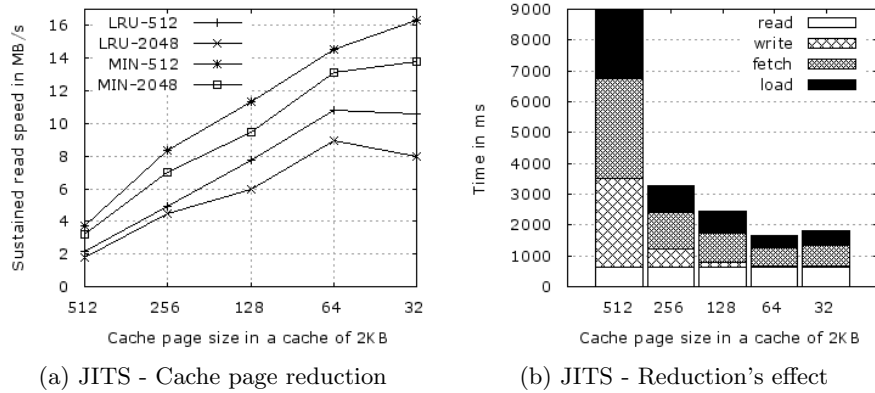 Sustained read speed in MB/s
16
14
12
10
8
6
4
2
0
LRU-512
LRU-2048
MIN-512
MIN-2048
512 256 128 64 32
Cache page size in a cache of 2KB
(a) JITS - Cache page reduction
Time in ms
9000
8000
7000
6000
5000
4000
3000
2000
1000
0
read
write
fetch
load
512 256 128 64 32
Cache page size in a cache of 2KB
(b) JITS - Reduction's effect